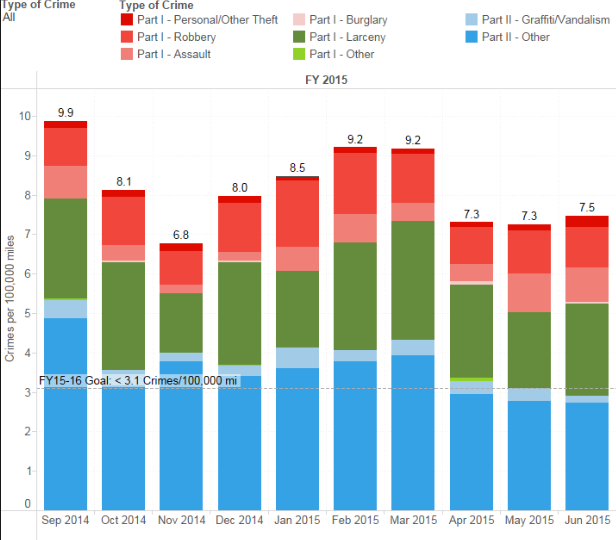 Type of Crime
All
Type of Crime
Part I - Personal/Other Theft
Part I - Burglary
Part II - Graffiti/Vandalism
Part I - Robbery
Part I - Larceny
Part II - Other
Part I - Assault
Part I - Other
FY 2015
Crimes per 100,000 miles
10
9
8
7
6
5
4
3
2
1
0
9.9
8.1
6.8
8.0
8.5
9.2
9.2
7.3
7.3
7.5
FY15-16 Goal: < 3.1 Crimes/100,000 mi
Sep 2014 Oct 2014 Nov 2014 Dec 2014 Jan 2015 Feb 2015 Mar 2015 Apr 2015 May 2015 Jun 2015